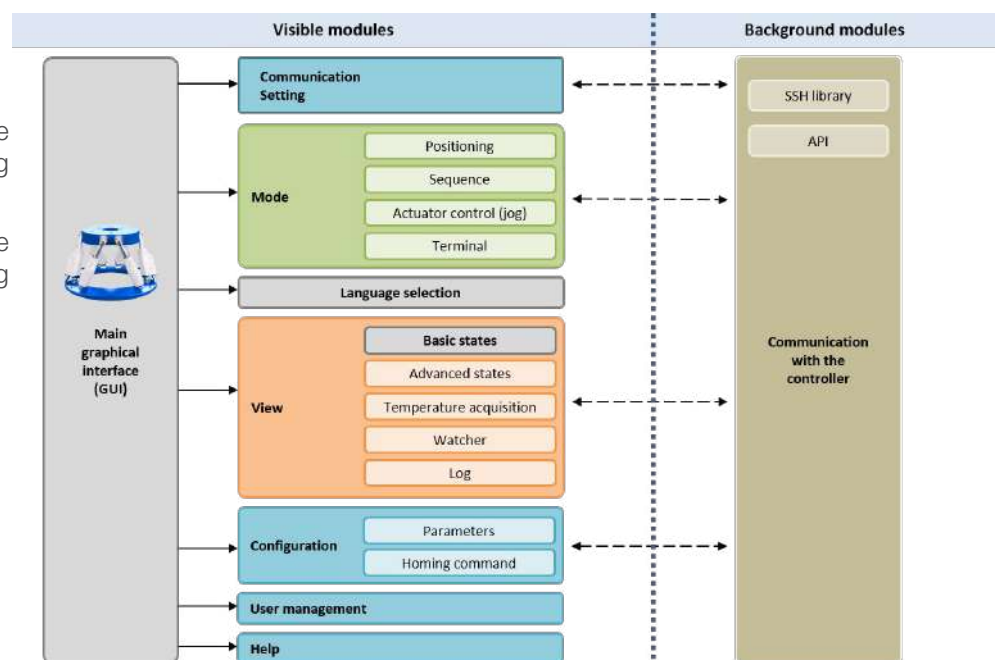 Visible modules
Background modules
e
g
e
g
Main
graphical
interface
(GUI)
Communication
Setting
Mode
Positioning
Sequence
Actuator control (jog)
Terminal
Language selection
View
Basic states
Advanced states
Temperature acquisition
Watcher
Log
Configuration
Parameters
Homing command
User management
Help
SSH library
API
Communication
with the
controller